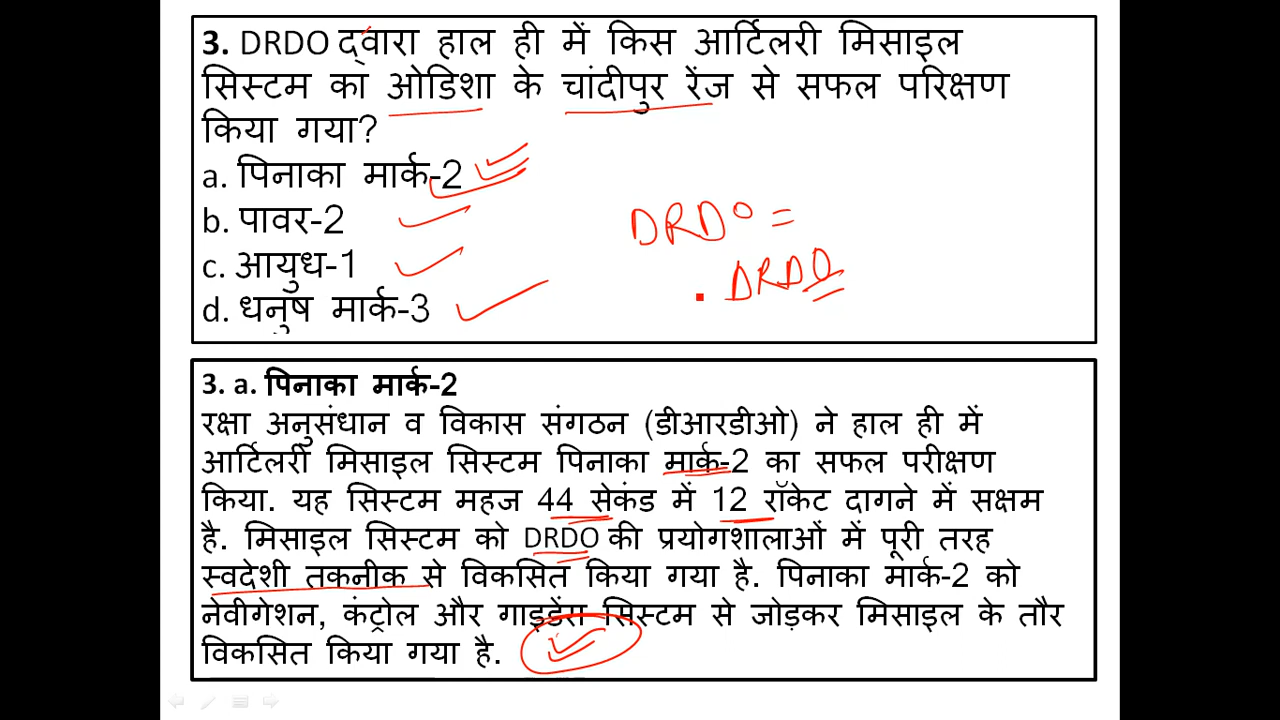 3. DRDO द्वारा हाल ही में किस आर्टिलरी मिसाइल
सिस्टम का ओडिशा के चांदीपुर रेंज से सफल परिक्षण
किया गया?
a. पिनाका मार्क-2
b. पावर-2
c. आयुध-1
d. धनुष मार्क-3
DRDO =
DRDO
3. a. पिनाका मार्क-2
रक्षा अनुसंधान व विकास संगठन (डीआरडीओ) ने हाल ही में
आर्टिलरी मिसाइल सिस्टम पिनाका मार्क-2 का सफल परीक्षण
किया. यह सिस्टम महज 44 सेकंड में 12 रॉकेट दागने में सक्षम
है. मिसाइल सिस्टम को DRDO की प्रयोगशालाओं में पूरी तरह
स्वदेशी तकनीक से विकसित किया गया है. पिनाका मार्क-2 को
नेवीगेशन, कंट्रोल और गाइडेंस सिस्टम से जोड़कर मिसाइल के तौर
विकसित किया गया है.